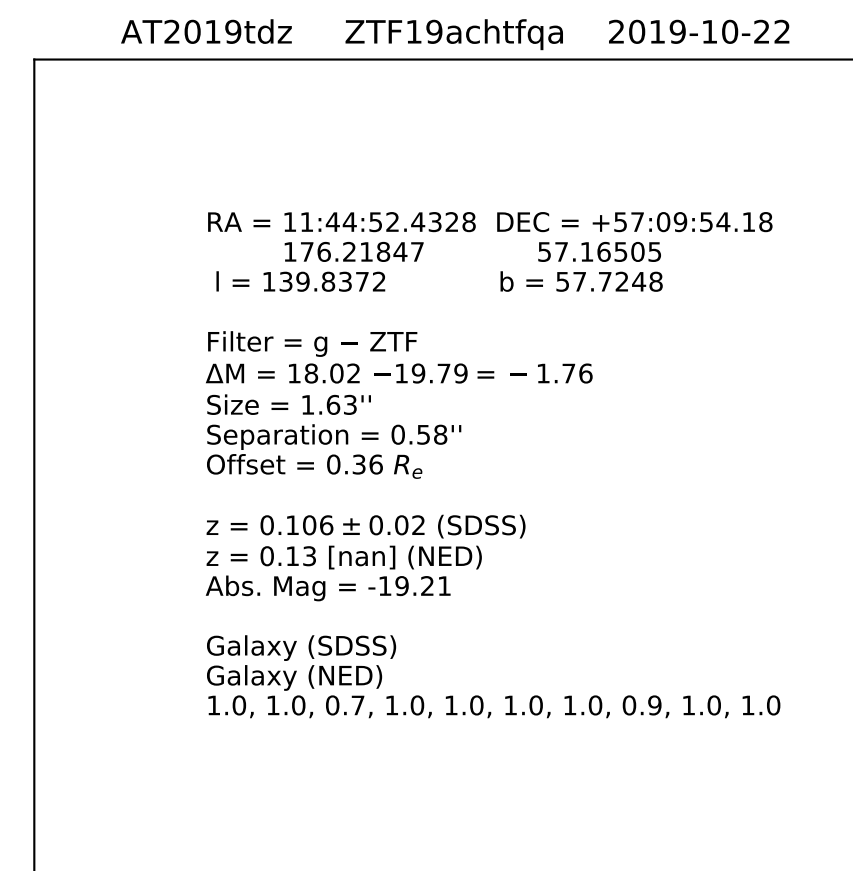 AT2019tdz ZTF19achtfqa 2019-10-22
RA = 11:44:52.4328 DEC = +57:09:54.18
176.21847 57.16505
l = 139.8372 b = 57.7248
Filter = g − ZTF
ΔM = 18.02 −19.79 = − 1.76
Size = 1.63''
Separation = 0.58''
Offset = 0.36 Re
z = 0.106 ± 0.02 (SDSS)
z = 0.13 [nan] (NED)
Abs. Mag = -19.21
Galaxy (SDSS)
Galaxy (NED)
1.0, 1.0, 0.7, 1.0, 1.0, 1.0, 1.0, 0.9, 1.0, 1.0